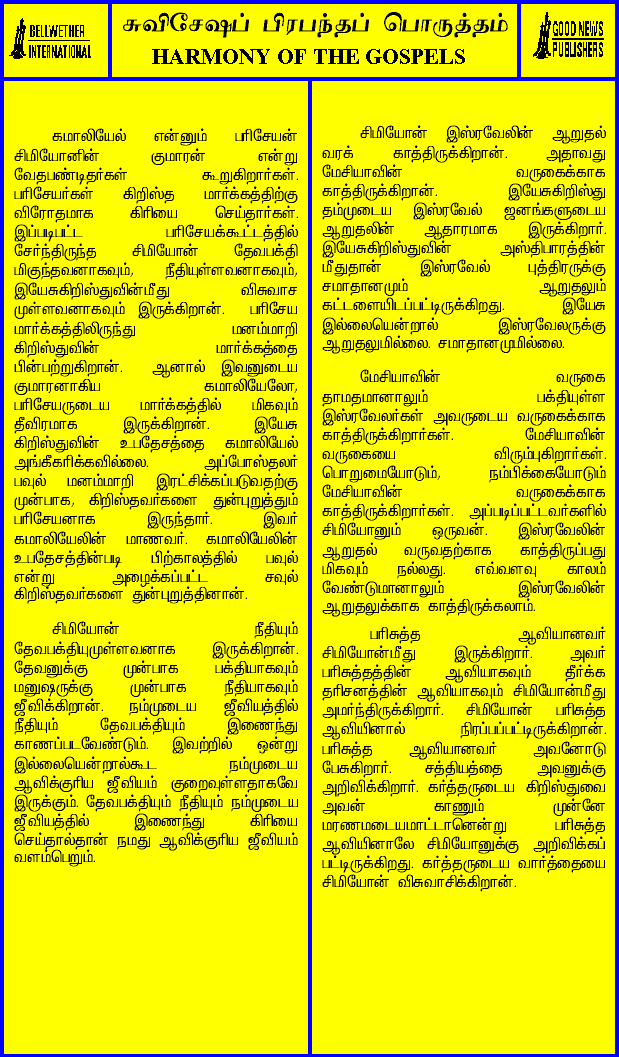 BELLWETHER
INTERNATIONAL
சுவிசேஷப் பிரபந்தப் பொருத்தம்
HARMONY OF THE GOSPELS
GOOD NEWS
PUBLISHERS
கமாலியேல் என்னும் பரிசேயன்
சிமியோனின் குமாரன் என்று
வேதபண்டிதர்கள் கூறுகிறார்கள்.
பரிசேயர்கள் கிறிஸ்த மார்க்கத்திற்கு
விரோதமாக கிரியை செய்தார்கள்.
இப்படிபட்ட பரிசேயக்கூட்டத்தில்
சேர்ந்திருந்த சிமியோன் தேவபக்தி
மிகுந்தவனாகவும், நீதியுள்ளவனாகவும்,
இயேசுகிறிஸ்துவின்மீது விசுவாச
முள்ளவனாகவும் இருக்கிறான். பரிசேய
மார்க்கத்திலிருந்து மனம்மாறி
கிறிஸ்துவின் மார்க்கத்தை
பின்பற்றுகிறான். ஆனால் இவனுடைய
குமாரனாகிய கமாலியேலோ,
பரிசேயருடைய மார்க்கத்தில் மிகவும்
தீவிரமாக இருக்கிறான். இயேசு
கிறிஸ்துவின் உபதேசத்தை கமாலியேல்
அங்கீகரிக்கவில்லை. அப்போஸ்தலர்
பவுல் மனம்மாறி இரட்சிக்கப்படுவதற்கு
முன்பாக, கிறிஸ்தவர்களை துன்புறுத்தும்
பரிசேயனாக இருந்தார். இவர்
கமாலியேலின் மாணவர். கமாலியேலின்
உபதேசத்தின்படி பிற்காலத்தில் பவுல்
என்று அழைக்கப்பட்ட சவுல்
கிறிஸ்தவர்களை துன்புறுத்தினான்.
சிமியோன் நீதியும்
தேவபக்தியுமுள்ளவனாக இருக்கிறான்.
தேவனுக்கு முன்பாக பக்தியாகவும்
மனுஷருக்கு முன்பாக நீதியாகவும்
ஜீவிக்கிறான். நம்முடைய ஜீவியத்தில்
நீதியும் தேவபக்தியும் இணைந்து
காணப்படவேண்டும். இவற்றில் ஒன்று
இல்லையென்றால்கூட நம்முடைய
ஆவிக்குரிய ஜீவியம் குறைவுள்ளதாகவே
இருக்கும். தேவபக்தியும் நீதியும் நம்முடைய
ஜீவியத்தில் இணைந்து கிரியை
செய்தால்தான் நமது ஆவிக்குரிய ஜீவியம்
வளம்பெறும்.
சிமியோன் இஸ்ரவேலின் ஆறுதல்
வரக் காத்திருக்கிறான். அதாவது
மேசியாவின் வருகைக்காக
காத்திருக்கிறான். இயேசுகிறிஸ்து
தம்முடைய இஸ்ரவேல் ஜனங்களுடைய
ஆறுதலின் ஆதாரமாக இருக்கிறார்.
இயேசுகிறிஸ்துவின் அஸ்திபாரத்தின்
மீதுதான் இஸ்ரவேல் புத்திரருக்கு
சமாதானமும் ஆறுதலும்
கட்டளையிடப்பட்டிருக்கிறது. இயேசு
இல்லையென்றால் இஸ்ரவேலருக்கு
ஆறுதலுமில்லை. சமாதானமுமில்லை.
மேசியாவின் வருகை
தாமதமானாலும் பக்தியுள்ள
இஸ்ரவேலர்கள் அவருடைய வருகைக்காக
காத்திருக்கிறார்கள். மேசியாவின்
வருகையை விரும்புகிறார்கள்.
பொறுமையோடும், நம்பிக்கையோடும்
மேசியாவின் வருகைக்காக
காத்திருக்கிறார்கள். அப்படிப்பட்டவர்களில்
சிமியோனும் ஒருவன். இஸ்ரவேலின்
ஆறுதல் வருவதற்காக காத்திருப்பது
மிகவும் நல்லது. எவ்வளவு காலம்
வேண்டுமானாலும் இஸ்ரவேலின்
ஆறுதலுக்காக காத்திருக்கலாம்.
பரிசுத்த ஆவியானவர்
சிமியோன்மீது இருக்கிறார். அவர்
பரிசுத்தத்தின் ஆவியாகவும் தீர்க்க
தரிசனத்தின் ஆவியாகவும் சிமியோன்மீது
அமர்ந்திருக்கிறார். சிமியோன் பரிசுத்த
ஆவியினால் நிரப்பப்பட்டிருக்கிறான்.
பரிசுத்த ஆவியானவர் அவனோடு
பேசுகிறார். சத்தியத்தை அவனுக்கு
அறிவிக்கிறார். கர்த்தருடைய கிறிஸ்துவை
அவன் காணும் முன்னே
மரணமடையமாட்டானென்று பரிசுத்த
ஆவியினாலே சிமியோனுக்கு அறிவிக்கப்
பட்டிருக்கிறது. கர்த்தருடைய வார்த்தையை
சிமியோன் விசுவாசிக்கிறான்.